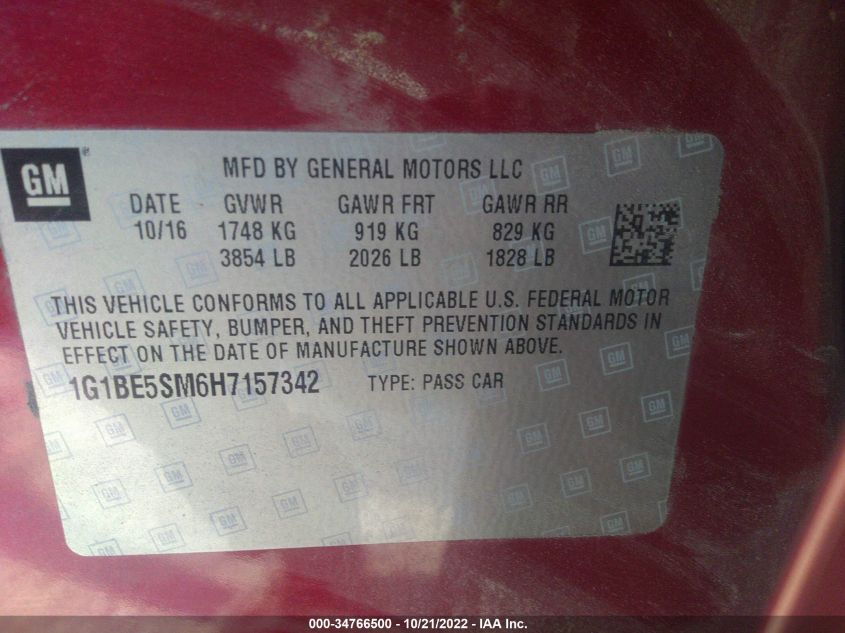 GM ®
MFD BY GENERAL MOTORS LLC
DATE GVWR GAWR FRT GAWR RR
10/16 1748 KG 919 KG 829 KG
3854 LB 2026 LB 1828 LB
THIS VEHICLE CONFORMS TO ALL APPLICABLE U.S. FEDERAL MOTOR
VEHICLE SAFETY, BUMPER, AND THEFT PREVENTION STANDARDS IN
EFFECT ON THE DATE OF MANUFACTURE SHOWN ABOVE.
1G1BE5SM6H7157342 TYPE: PASS CAR
000-34766500 - 10/21/2022 - IAA Inc.